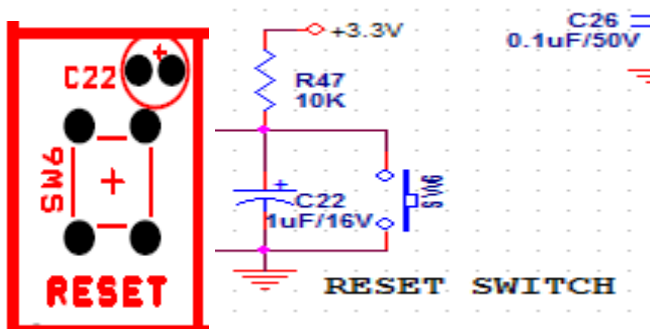 C22
SW6
RESET
+3.3V
R47
10K
C22
1uF/16V
SW6
C26
0.1uF/50V
RESET SWITCH